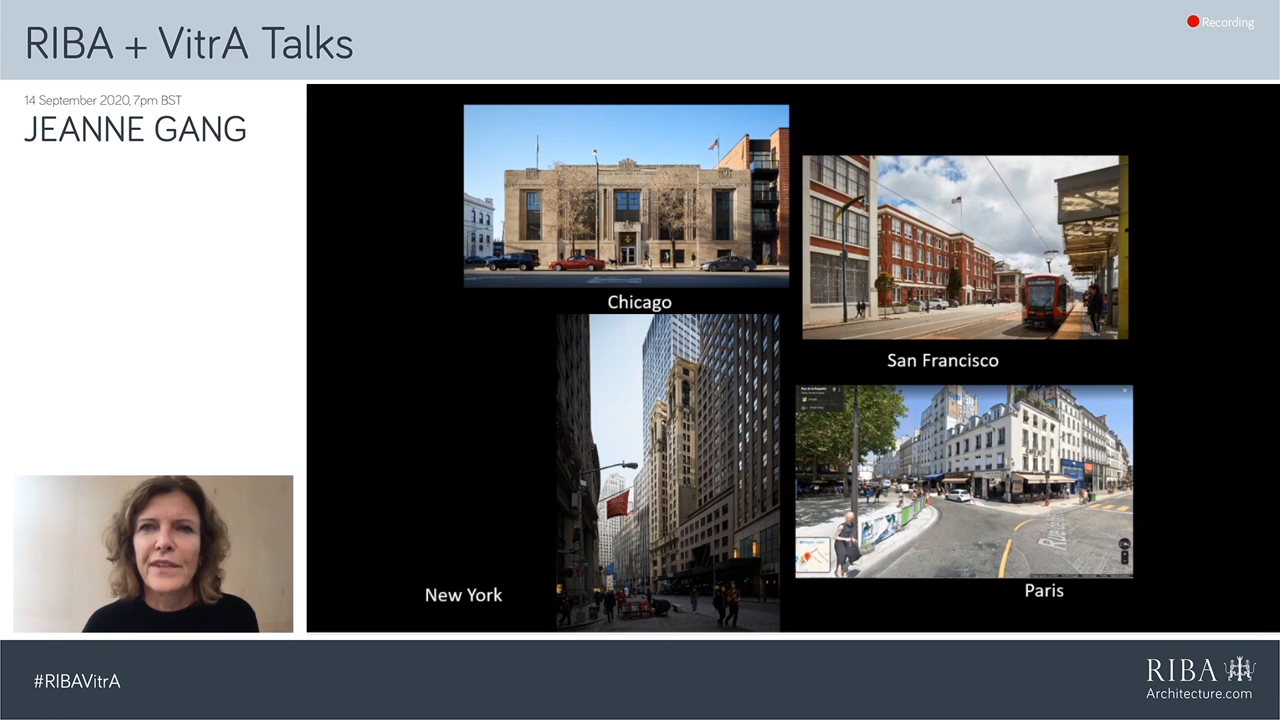 RIBA + VitrA Talks
Recording
14 September 2020, 7pm BST
JEANNE GANG
Chicago
San Francisco
New York
Paris
#RIBAVitrA
RIBA
Architecture.com